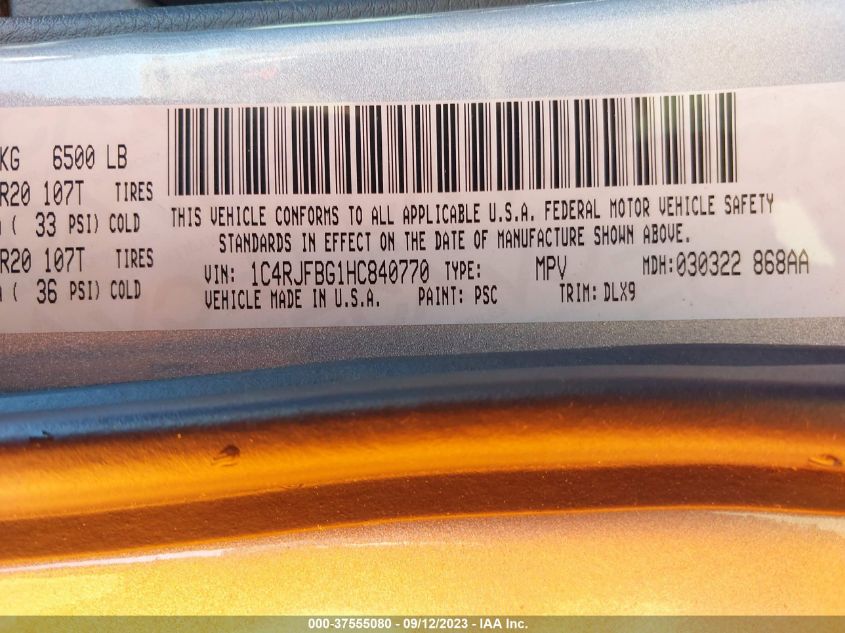 KG 6500 LB
R20 107T TIRES
( 33 PSI) COLD
R20 107T TIRES
( 36 PSI) COLD
THIS VEHICLE CONFORMS TO ALL APPLICABLE U.S.A. FEDERAL MOTOR VEHICLE SAFETY
STANDARDS IN EFFECT ON THE DATE OF MANUFACTURE SHOWN ABOVE.
VIN: 1C4RJFBG1HC840770 TYPE: MPV MDH: 030322 868AA
VEHICLE MADE IN U.S.A. PAINT: PSC TRIM: DLX9
000-37555080 - 09/12/2023 - IAA Inc.